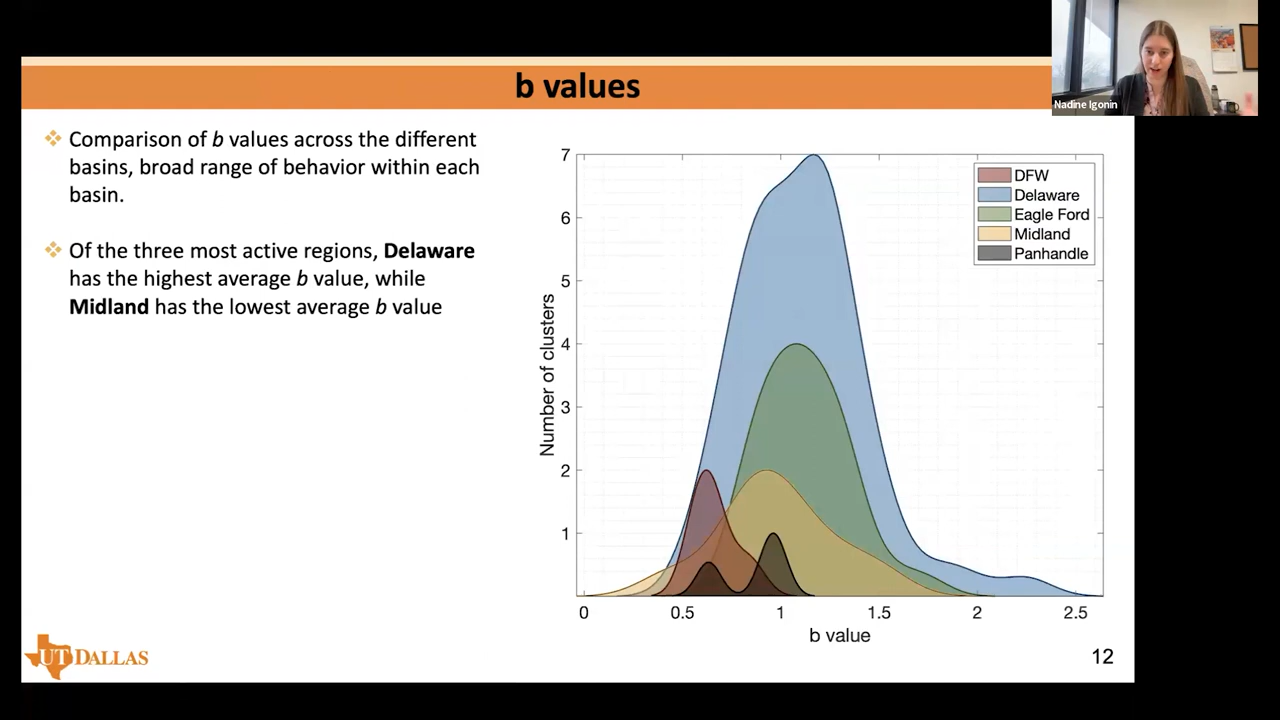 b values
Nadine Igonin
Comparison of b values across the different
basins, broad range of behavior within each
basin.
Of the three most active regions, Delaware
has the highest average b value, while
Midland has the lowest average b value
7
6
5
4
3
2
1
Number of clusters
DFW
Delaware
Eagle Ford
Midland
Panhandle
0 0.5 1 1.5 2 2.5
b value
UT DALLAS
12